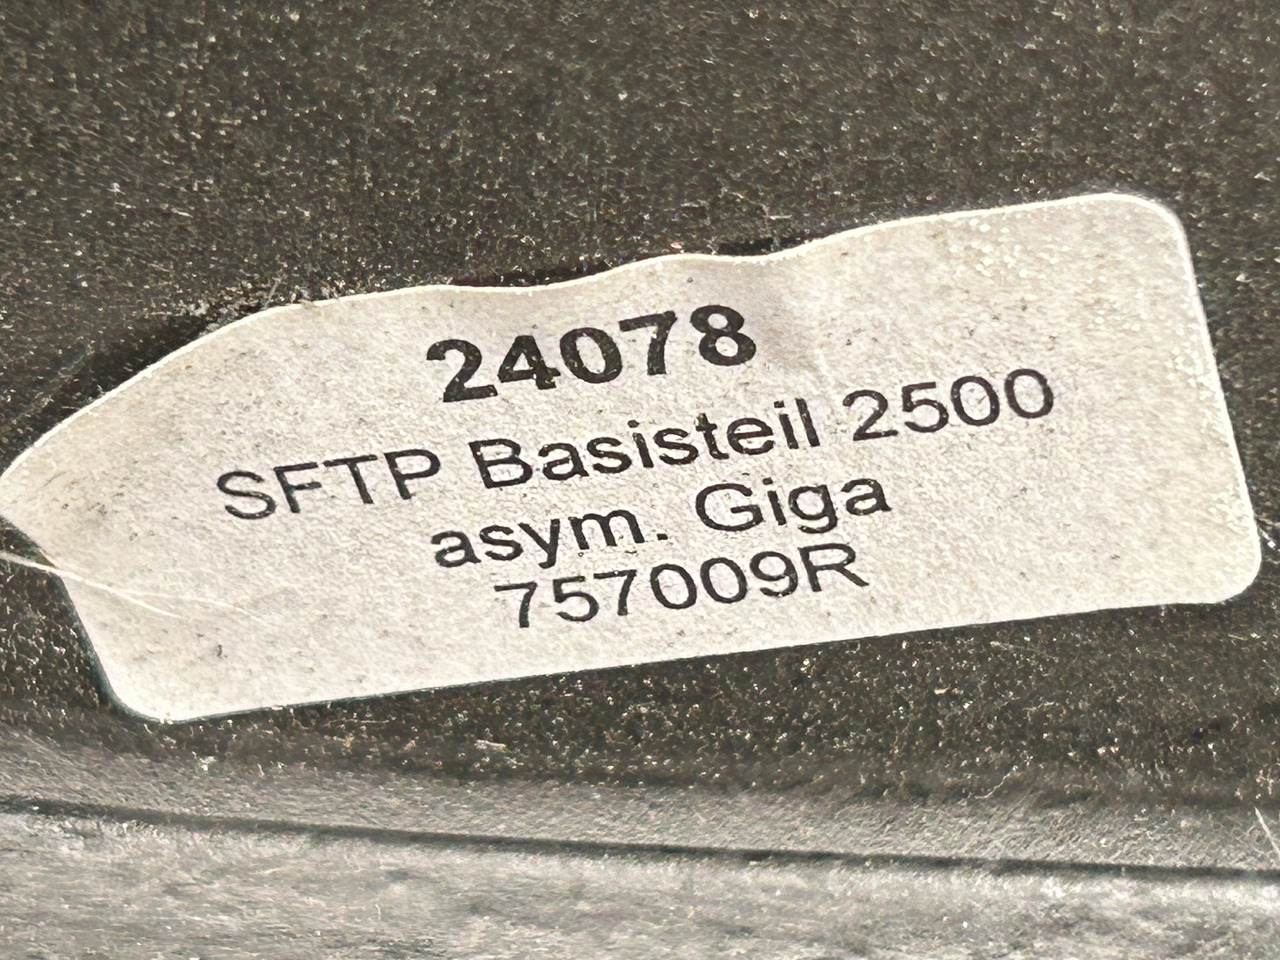 24078
SFTP Basisteil 2500
asym. Giga
757009R